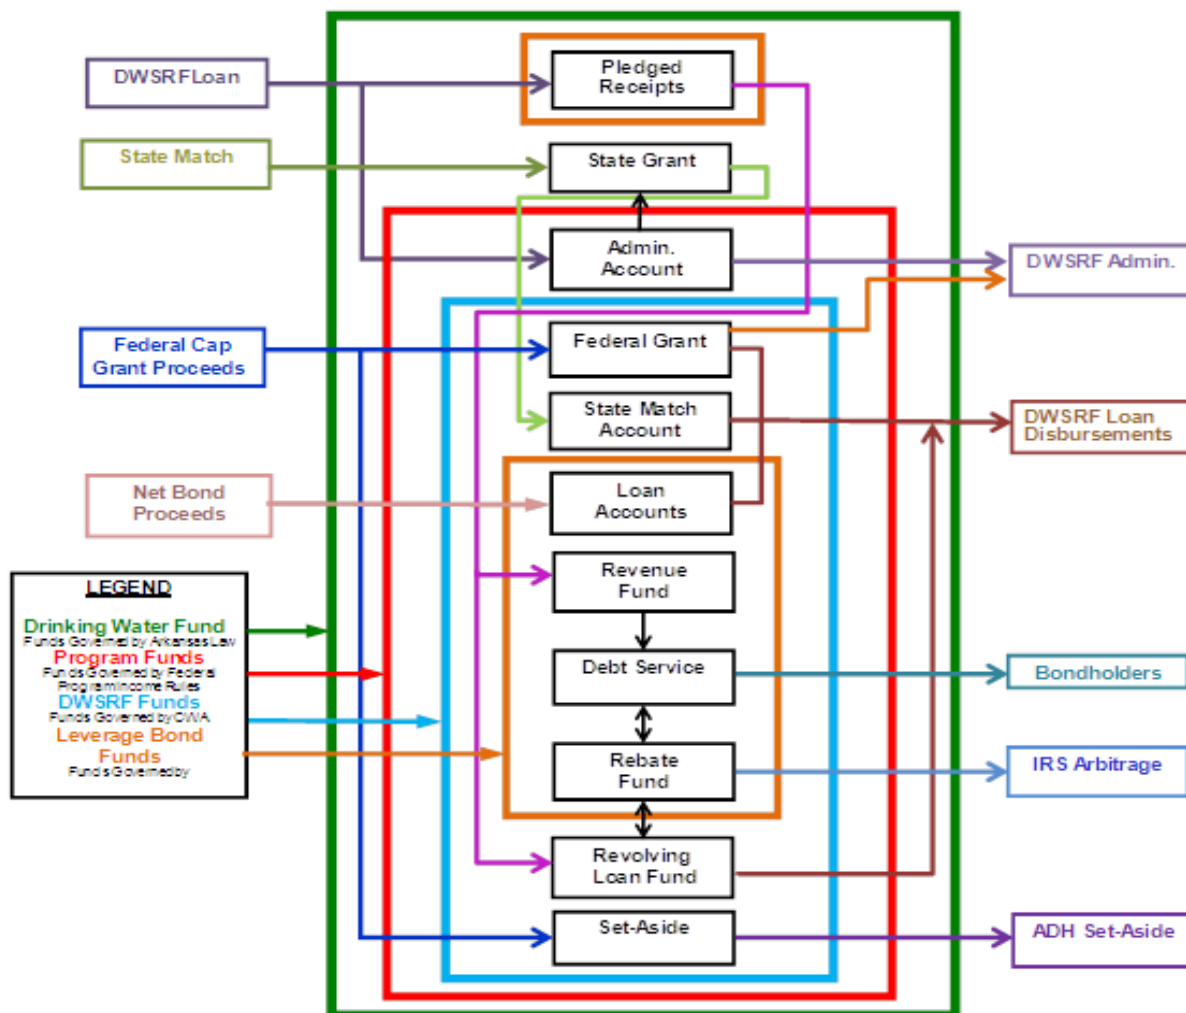 DWSRFLoan
State Match
Federal Cap
Grant Proceeds
Net Bond
Proceeds
LEGEND
Drinking Water Fund
Funds Governed by Arkansas Law
Program Funds
Funds Governed by Federal
Program Income Rules
DWSRF Funds
Funds Governed by CWA
Leverage Bond
Funds
Funds Governed by
Pledged
Receipts
State Grant
Admin.
Account
Federal Grant
State Match
Account
Loan
Accounts
Revenue
Fund
Debt Service
Rebate
Fund
Revolving
Loan Fund
Set-Aside
DWSRF Admin.
DWSRF Loan
Disbursements
Bondholders
IRS Arbitrage
ADH Set-Aside